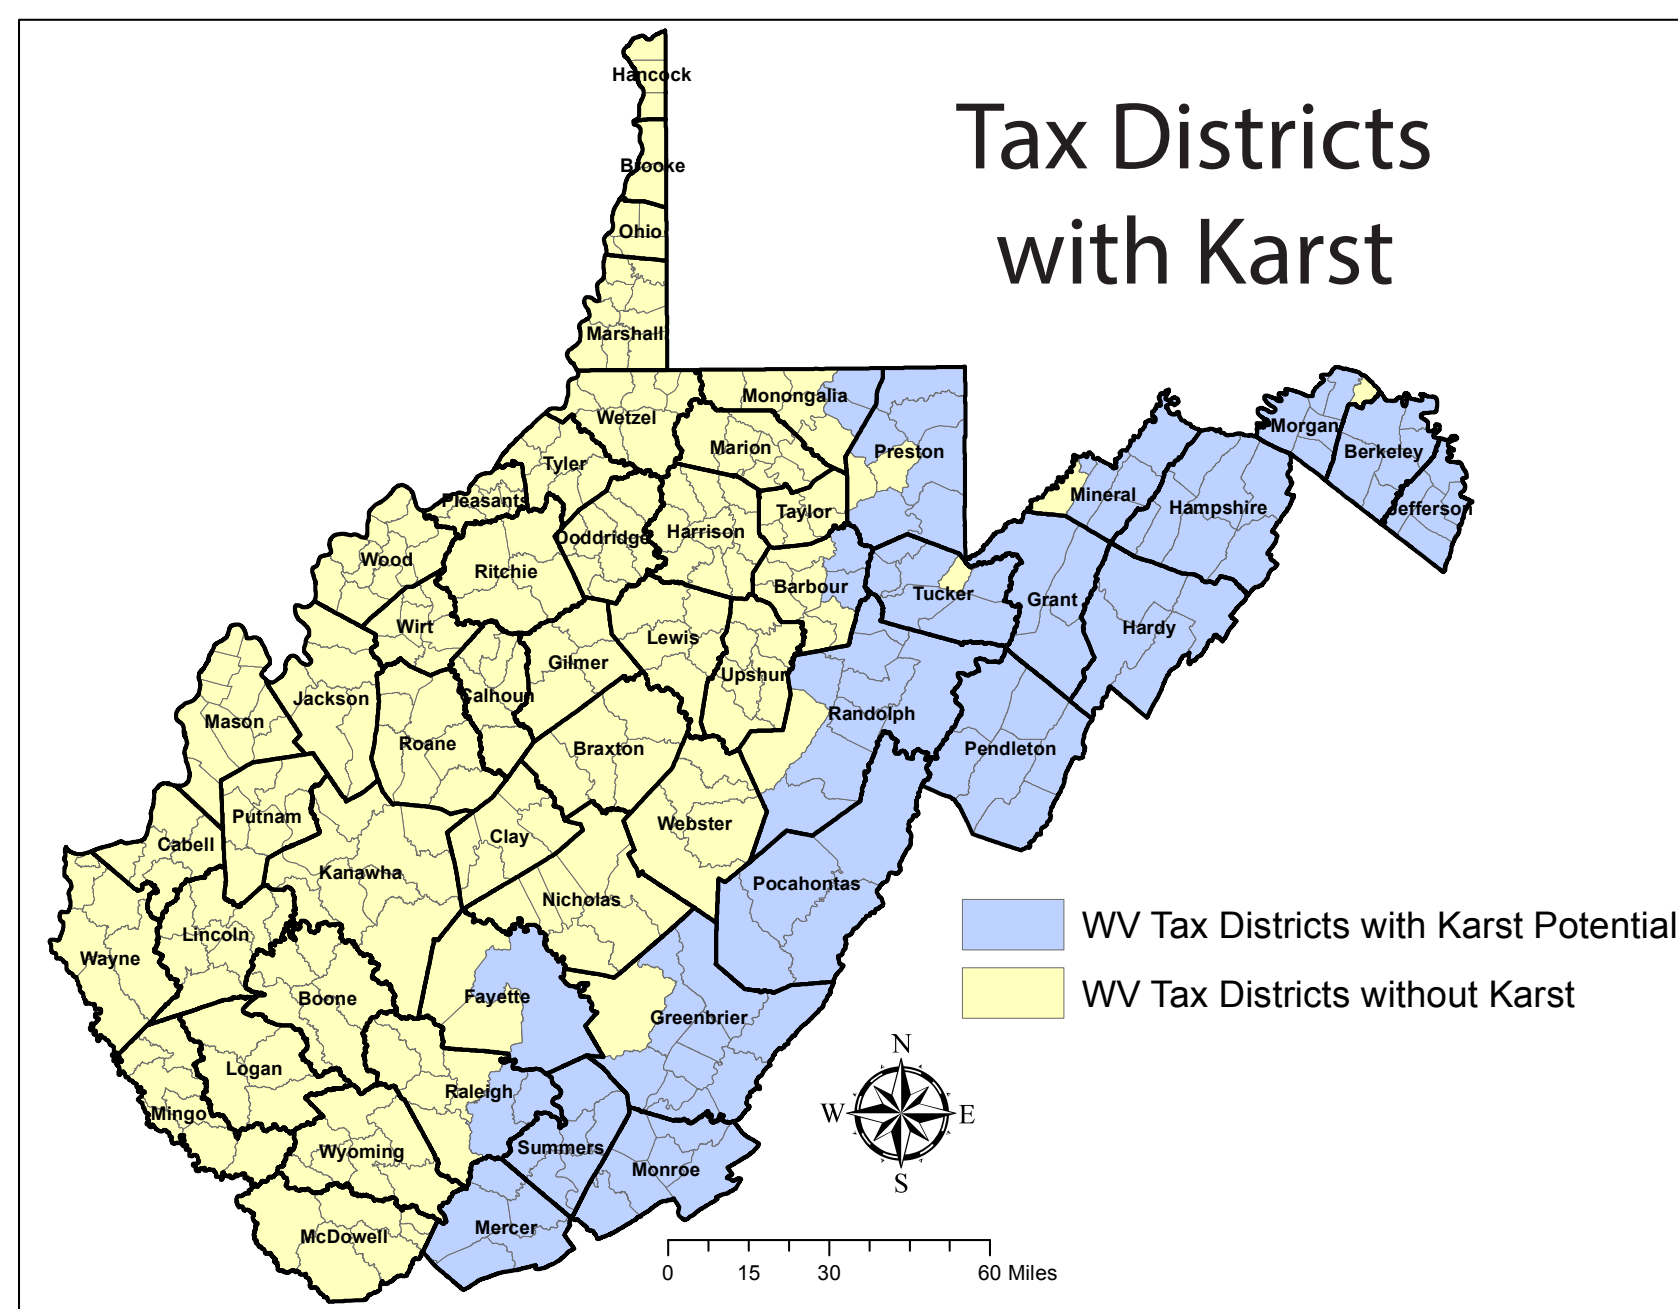 Tax Districts
with Karst
Hancock
Brooke
Ohio
Marshall
Wetzel
Monongalia
Marion
Preston
Tyler
Pleasants
Doddridge
Harrison
Taylor
Wood
Ritchie
Barbour
Tucker
Mineral
Hampshire
Morgan
Berkeley
Jefferson
Grant
Hardy
Wirt
Lewis
Gilmer
Calhoun
Upshur
Jackson
Mason
Roane
Braxton
Randolph
Pendleton
Putnam
Cabell
Clay
Webster
Kanawha
Nicholas
Pocahontas
Lincoln
Wayne
Boone
Fayette
Greenbrier
Logan
Raleigh
Mingo
Wyoming
Summers
Monroe
McDowell
Mercer
WV Tax Districts with Karst Potential
WV Tax Districts without Karst
N
W E
S
0 15 30 60 Miles